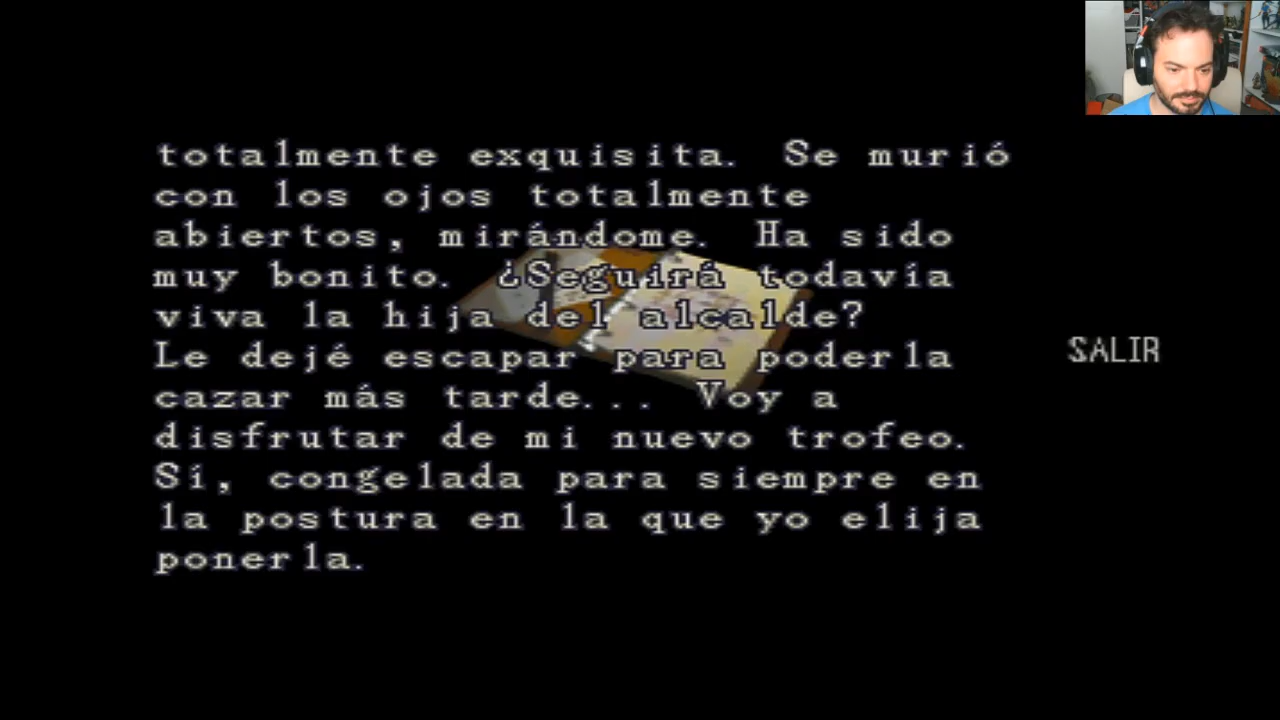 totalmente exquisita. Se murió
con los ojos totalmente
abiertos, mirándome. Ha sido
muy bonito. ¿Seguirá todavía
viva la hija del alcalde?
Le dejé escapar para poderla
SALIR
cazar más tarde... Voy a
disfrutar de mi nuevo trofeo.
Sí, congelada para siempre en
la postura en la que yo elija
ponerla.